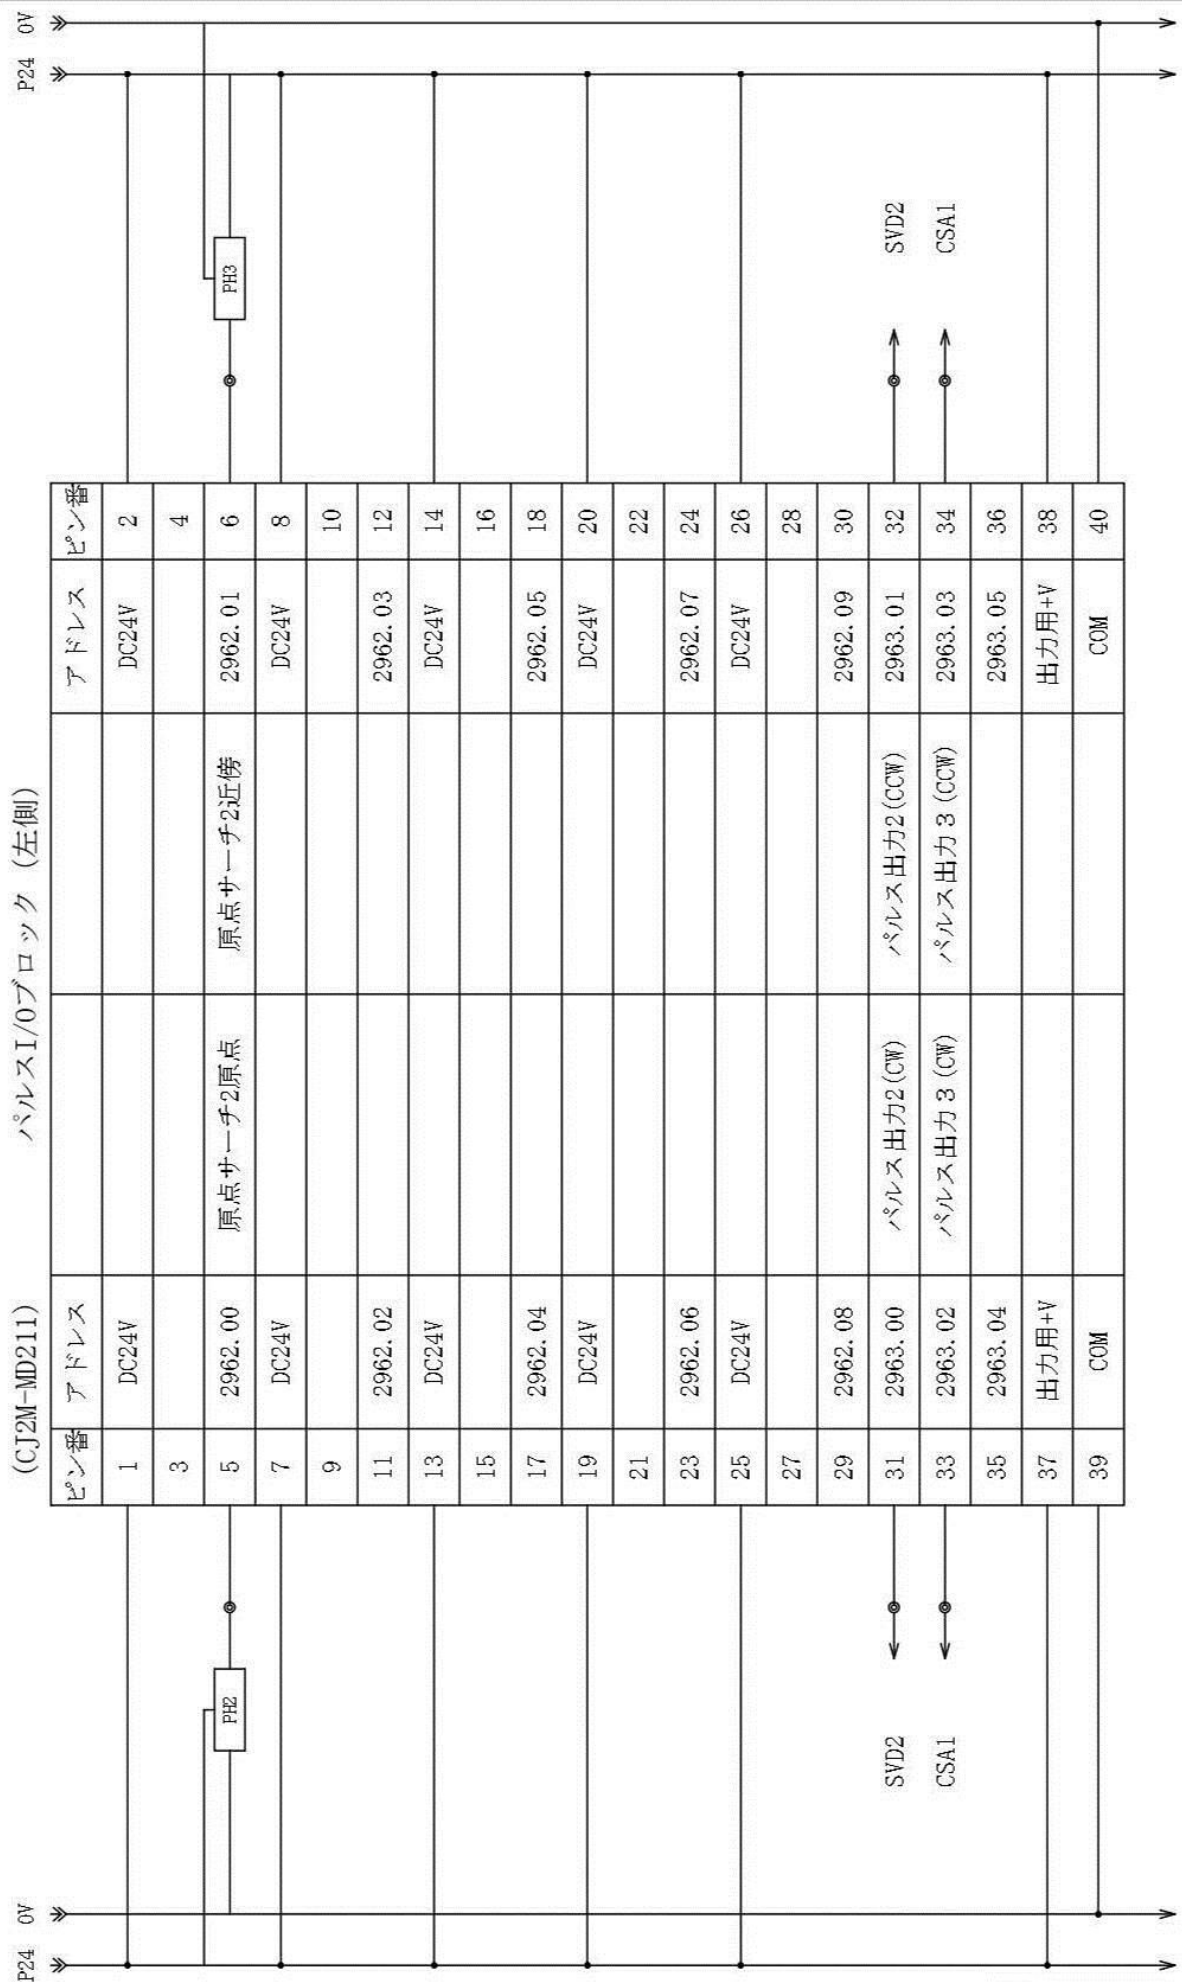 (CJ2M-MD211) パルスI/Oブロック (左側)
P24 0V P24 0V
ピン番 アドレス アドレス ピン番
1 DC24V DC24V 2
3 4
PH2 5 2962.00 原点サーチ2原点 原点サーチ2近傍 2962.01 6 PH3
7 DC24V DC24V 8
9 10
11 2962.02 2962.03 12
13 DC24V DC24V 14
15 16
17 2962.04 2962.05 18
19 DC24V DC24V 20
21 22
23 2962.06 2962.07 24
25 DC24V DC24V 26
27 28
29 2962.08 2962.09 30
SVD2 31 2963.00 パルス出力2(CW) パルス出力2(CCW) 2963.01 32 SVD2
CSA1 33 2963.02 パルス出力3(CW) パルス出力3(CCW) 2963.03 34 CSA1
35 2963.04 2963.05 36
37 出力用+V 出力用+V 38
39 COM COM 40